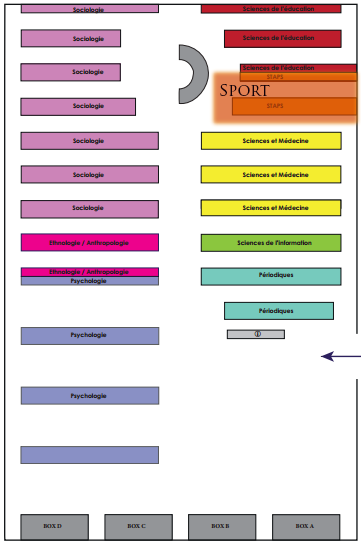 Sociologie
Sciences de l'éducation
Sociologie
Sciences de l'éducation
Sociologie
Sciences de l'éducation
STAPS
SPORT
Sociologie
STAPS
Sociologie
Sciences et Médecine
Sociologie
Sciences et Médecine
Sociologie
Sciences et Médecine
Ethnologie / Anthropologie
Sciences de l'information
Ethnologie / Anthropologie
Psychologie
Périodiques
Périodiques
Psychologie
Psychologie
BOX D
BOX C
BOX B
BOX A